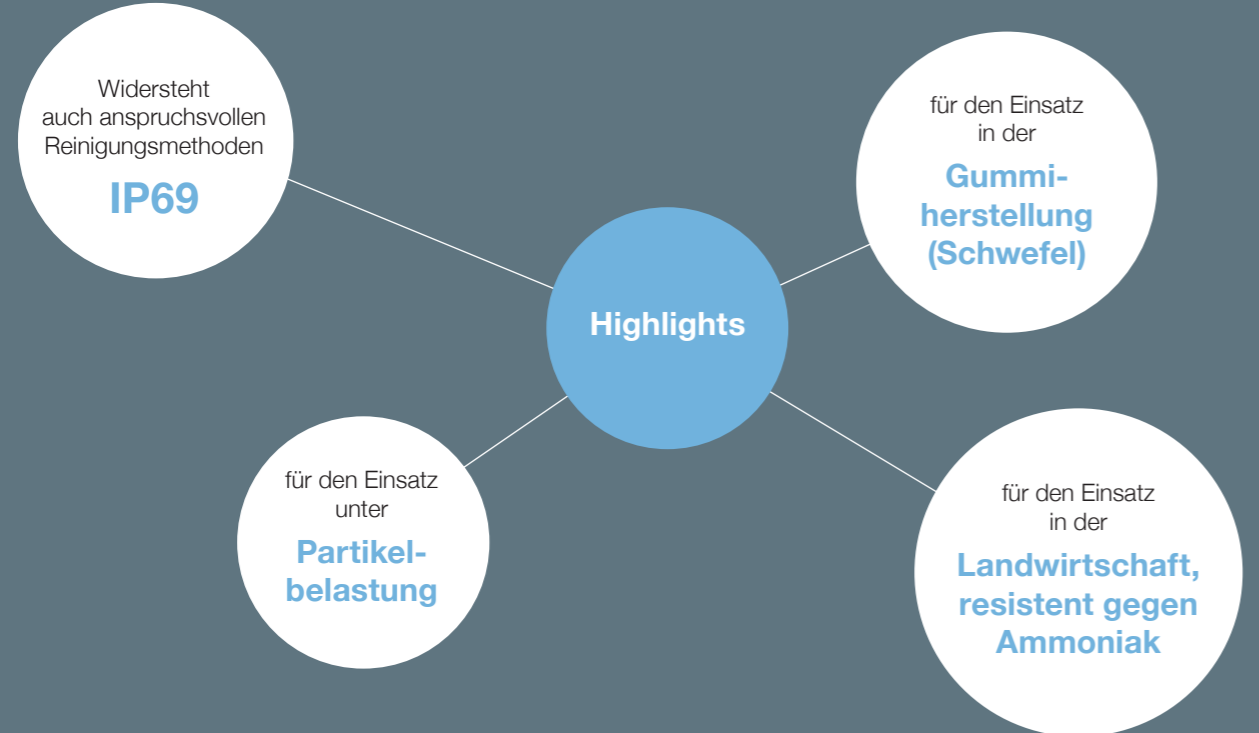 Widersteht
auch anspruchsvollen
Reinigungsmethoden
IP69
für den Einsatz
in der
Gummi-
herstellung
(Schwefel)
Highlights
für den Einsatz
unter
Partikel-
belastung
für den Einsatz
in der
Landwirtschaft,
resistent gegen
Ammoniak